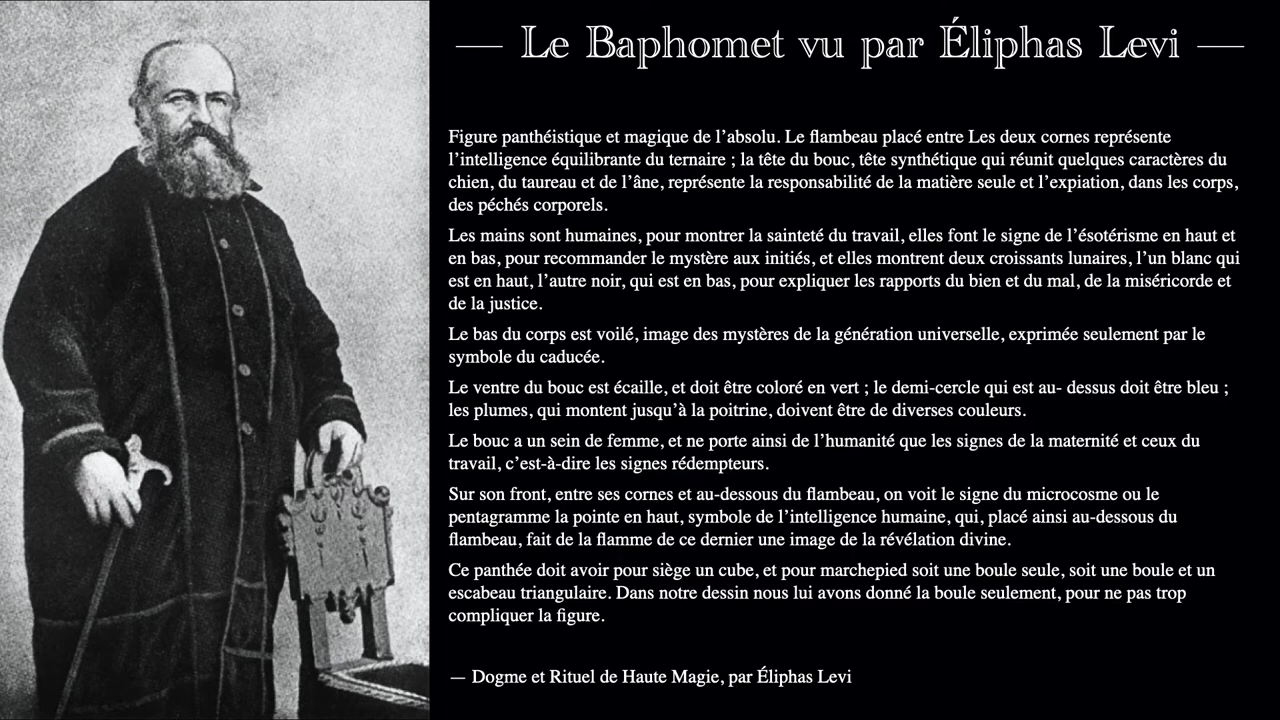 Le Baphomet vu par Éliphas Levi
Figure panthéistique et magique de l’absolu. Le flambeau placé entre Les deux cornes représente
l’intelligence équilibrante du ternaire ; la tête du bouc, tête synthétique qui réunit quelques caractères du
chien, du taureau et de l’âne, représente la responsabilité de la matière seule et l’expiation, dans les corps,
des péchés corporels.
Les mains sont humaines, pour montrer la sainteté du travail, elles font le signe de l’ésotérisme en haut et
en bas, pour recommander le mystère aux initiés, et elles montrent deux croissants lunaires, l’un blanc qui
est en haut, l’autre noir, qui est en bas, pour expliquer les rapports du bien et du mal, de la miséricorde et
de la justice.
Le bas du corps est voilé, image des mystères de la génération universelle, exprimée seulement par le
symbole du caducée.
Le ventre du bouc est écaille, et doit être coloré en vert ; le demi-cercle qui est au- dessus doit être bleu ;
les plumes, qui montent jusqu’à la poitrine, doivent être de diverses couleurs.
Le bouc a un sein de femme, et ne porte ainsi de l’humanité que les signes de la maternité et ceux du
travail, c’est-à-dire les signes rédempteurs.
Sur son front, entre ses cornes et au-dessous du flambeau, on voit le signe du microcosme ou le
pentagramme la pointe en haut, symbole de l’intelligence humaine, qui, placé ainsi au-dessous du
flambeau, fait de la flamme de ce dernier une image de la révélation divine.
Ce panthée doit avoir pour siège un cube, et pour marchepied soit une boule seule, soit une boule et un
escabeau triangulaire. Dans notre dessin nous lui avons donné la boule seulement, pour ne pas trop
compliquer la figure.
— Dogme et Rituel de Haute Magie, par Éliphas Levi